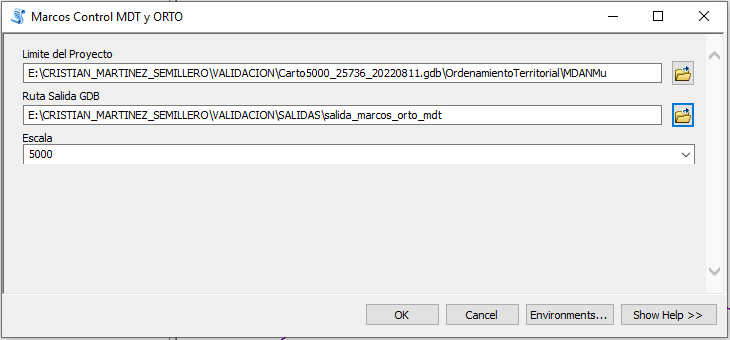 Marcos Control MDT y ORTO
Limite del Proyecto
E:\CRISTIAN_MARTINEZ_SEMILLERO\VALIDACION\Carto5000_25736_20220811.gdb\OrdenamientoTerritorial\MDANMu
Ruta Salida GDB
E:\CRISTIAN_MARTINEZ_SEMILLERO\VALIDACION\SALIDAS\salida_marcos_orto_mdt
Escala
5000
OK Cancel Environments... Show Help >>